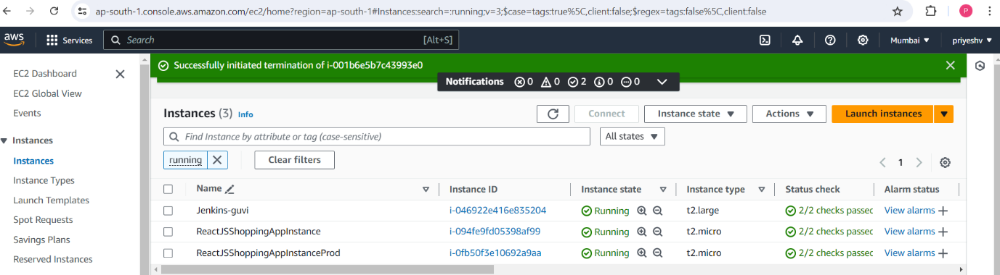 ap-south-1.console.aws.amazon.com/ec2/home?region=ap-south-1#Instances:search=:running;v=3;$case=tags:true%5C,client:false;$regex=tags:false%5C,client:false
P
aws Services Search [Alt+S] Mumbai priyeshv
Successfully initiated termination of i-001b6e5b7c43993e0
Notifications 0 0 2 0 0
EC2 Dashboard
EC2 Global View
Events
Instances
Instances
Instance Types
Launch Templates
Spot Requests
Savings Plans
Reserved Instances
Instances (3) Info Connect Instance state Actions Launch instances
Find Instance by attribute or tag (case-sensitive) All states
running Clear filters 1
Name Instance ID Instance state Instance type Status check Alarm status
Jenkins-guvi i-046922e416e835204 Running t2.large 2/2 checks passec View alarms
ReactJSShoppingAppInstance i-094fe9fd05398af99 Running t2.micro 2/2 checks passec View alarms
ReactJSShoppingAppInstanceProd i-0fb50f3e10692a9aa Running t2.micro 2/2 checks passec View alarms